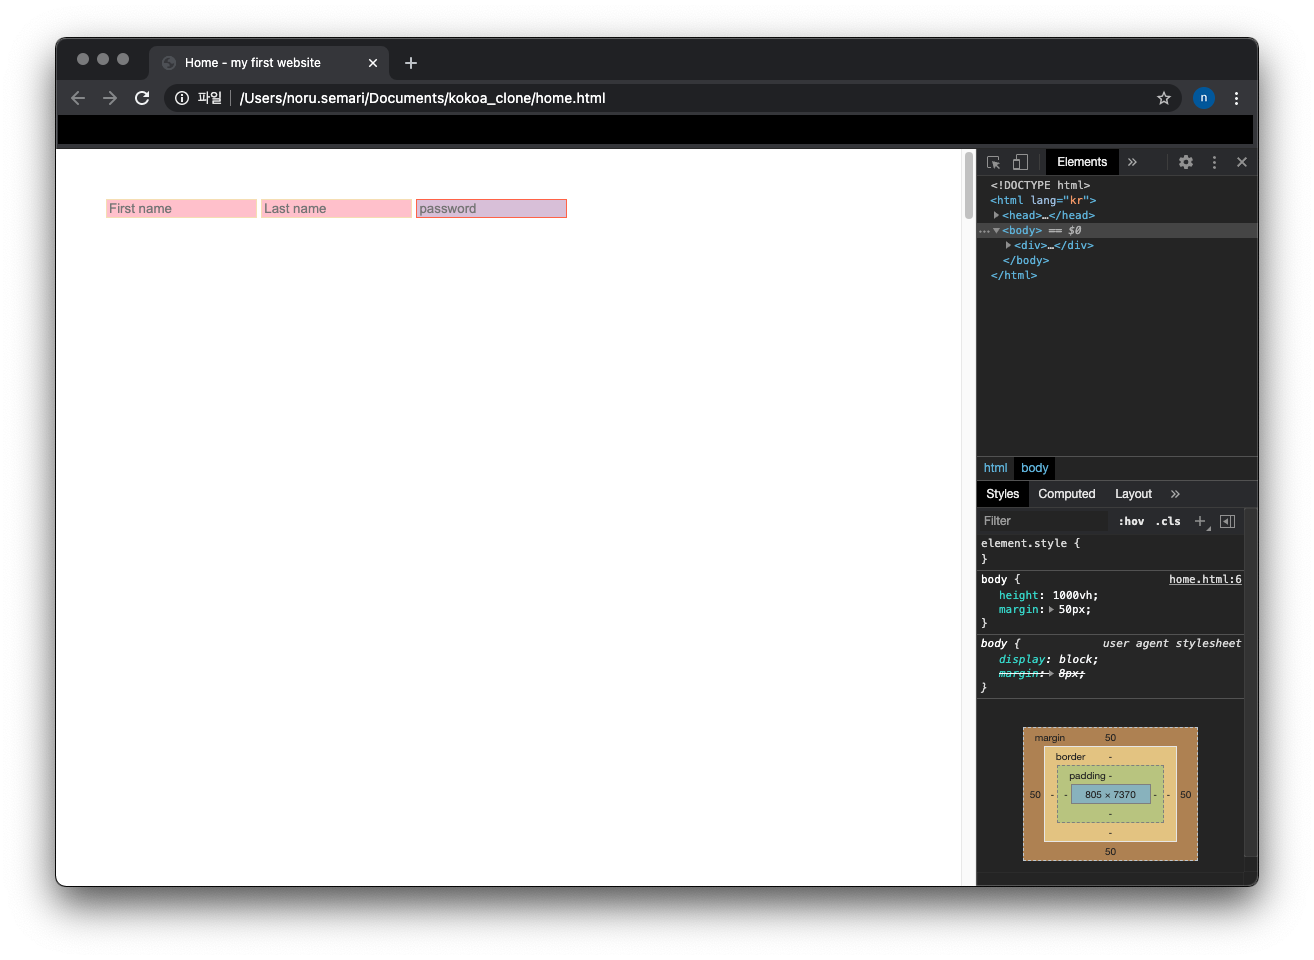 Home - my first website
파일 /Users/noru.semari/Documents/kokoa_clone/home.html
n
First name Last name password
Elements
<!DOCTYPE html>
<html lang="kr">
<head>…</head>
<body> == $0
<div>…</div>
</body>
</html>
html body
Styles Computed Layout
Filter :hov .cls
element.style {
}
body { home.html:6
height: 1000vh;
margin: 50px;
}
body { user agent stylesheet
display: block;
margin: 8px;
}
margin 50
border -
padding -
50 - - 805 × 7370 - - 50
-
-
50